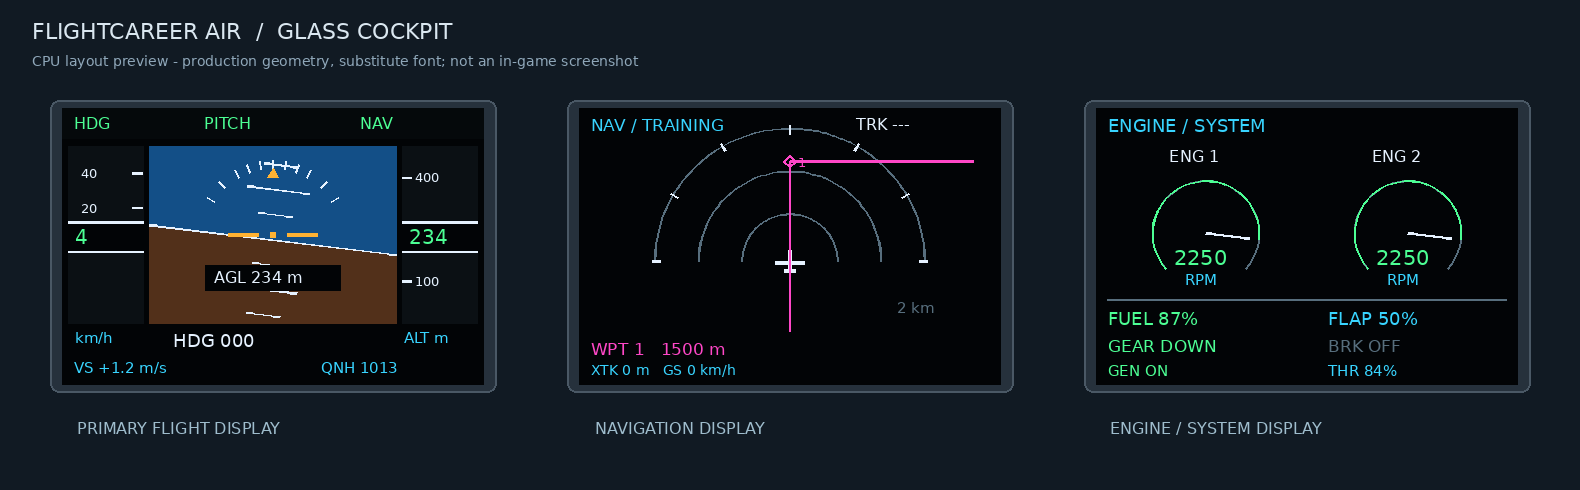 FLIGHTCAREER AIR / GLASS COCKPIT
CPU layout preview - production geometry, substitute font; not an in-game screenshot
HDG PITCH NAV
40
20
4
400
234
100
AGL 234 m
km/h
HDG 000
ALT m
VS +1.2 m/s
QNH 1013
PRIMARY FLIGHT DISPLAY
NAV / TRAINING
TRK ---
1
2 km
WPT 1 1500 m
XTK 0 m GS 0 km/h
NAVIGATION DISPLAY
ENGINE / SYSTEM
ENG 1
ENG 2
2250
2250
RPM
RPM
FUEL 87%
FLAP 50%
GEAR DOWN
BRK OFF
GEN ON
THR 84%
ENGINE / SYSTEM DISPLAY